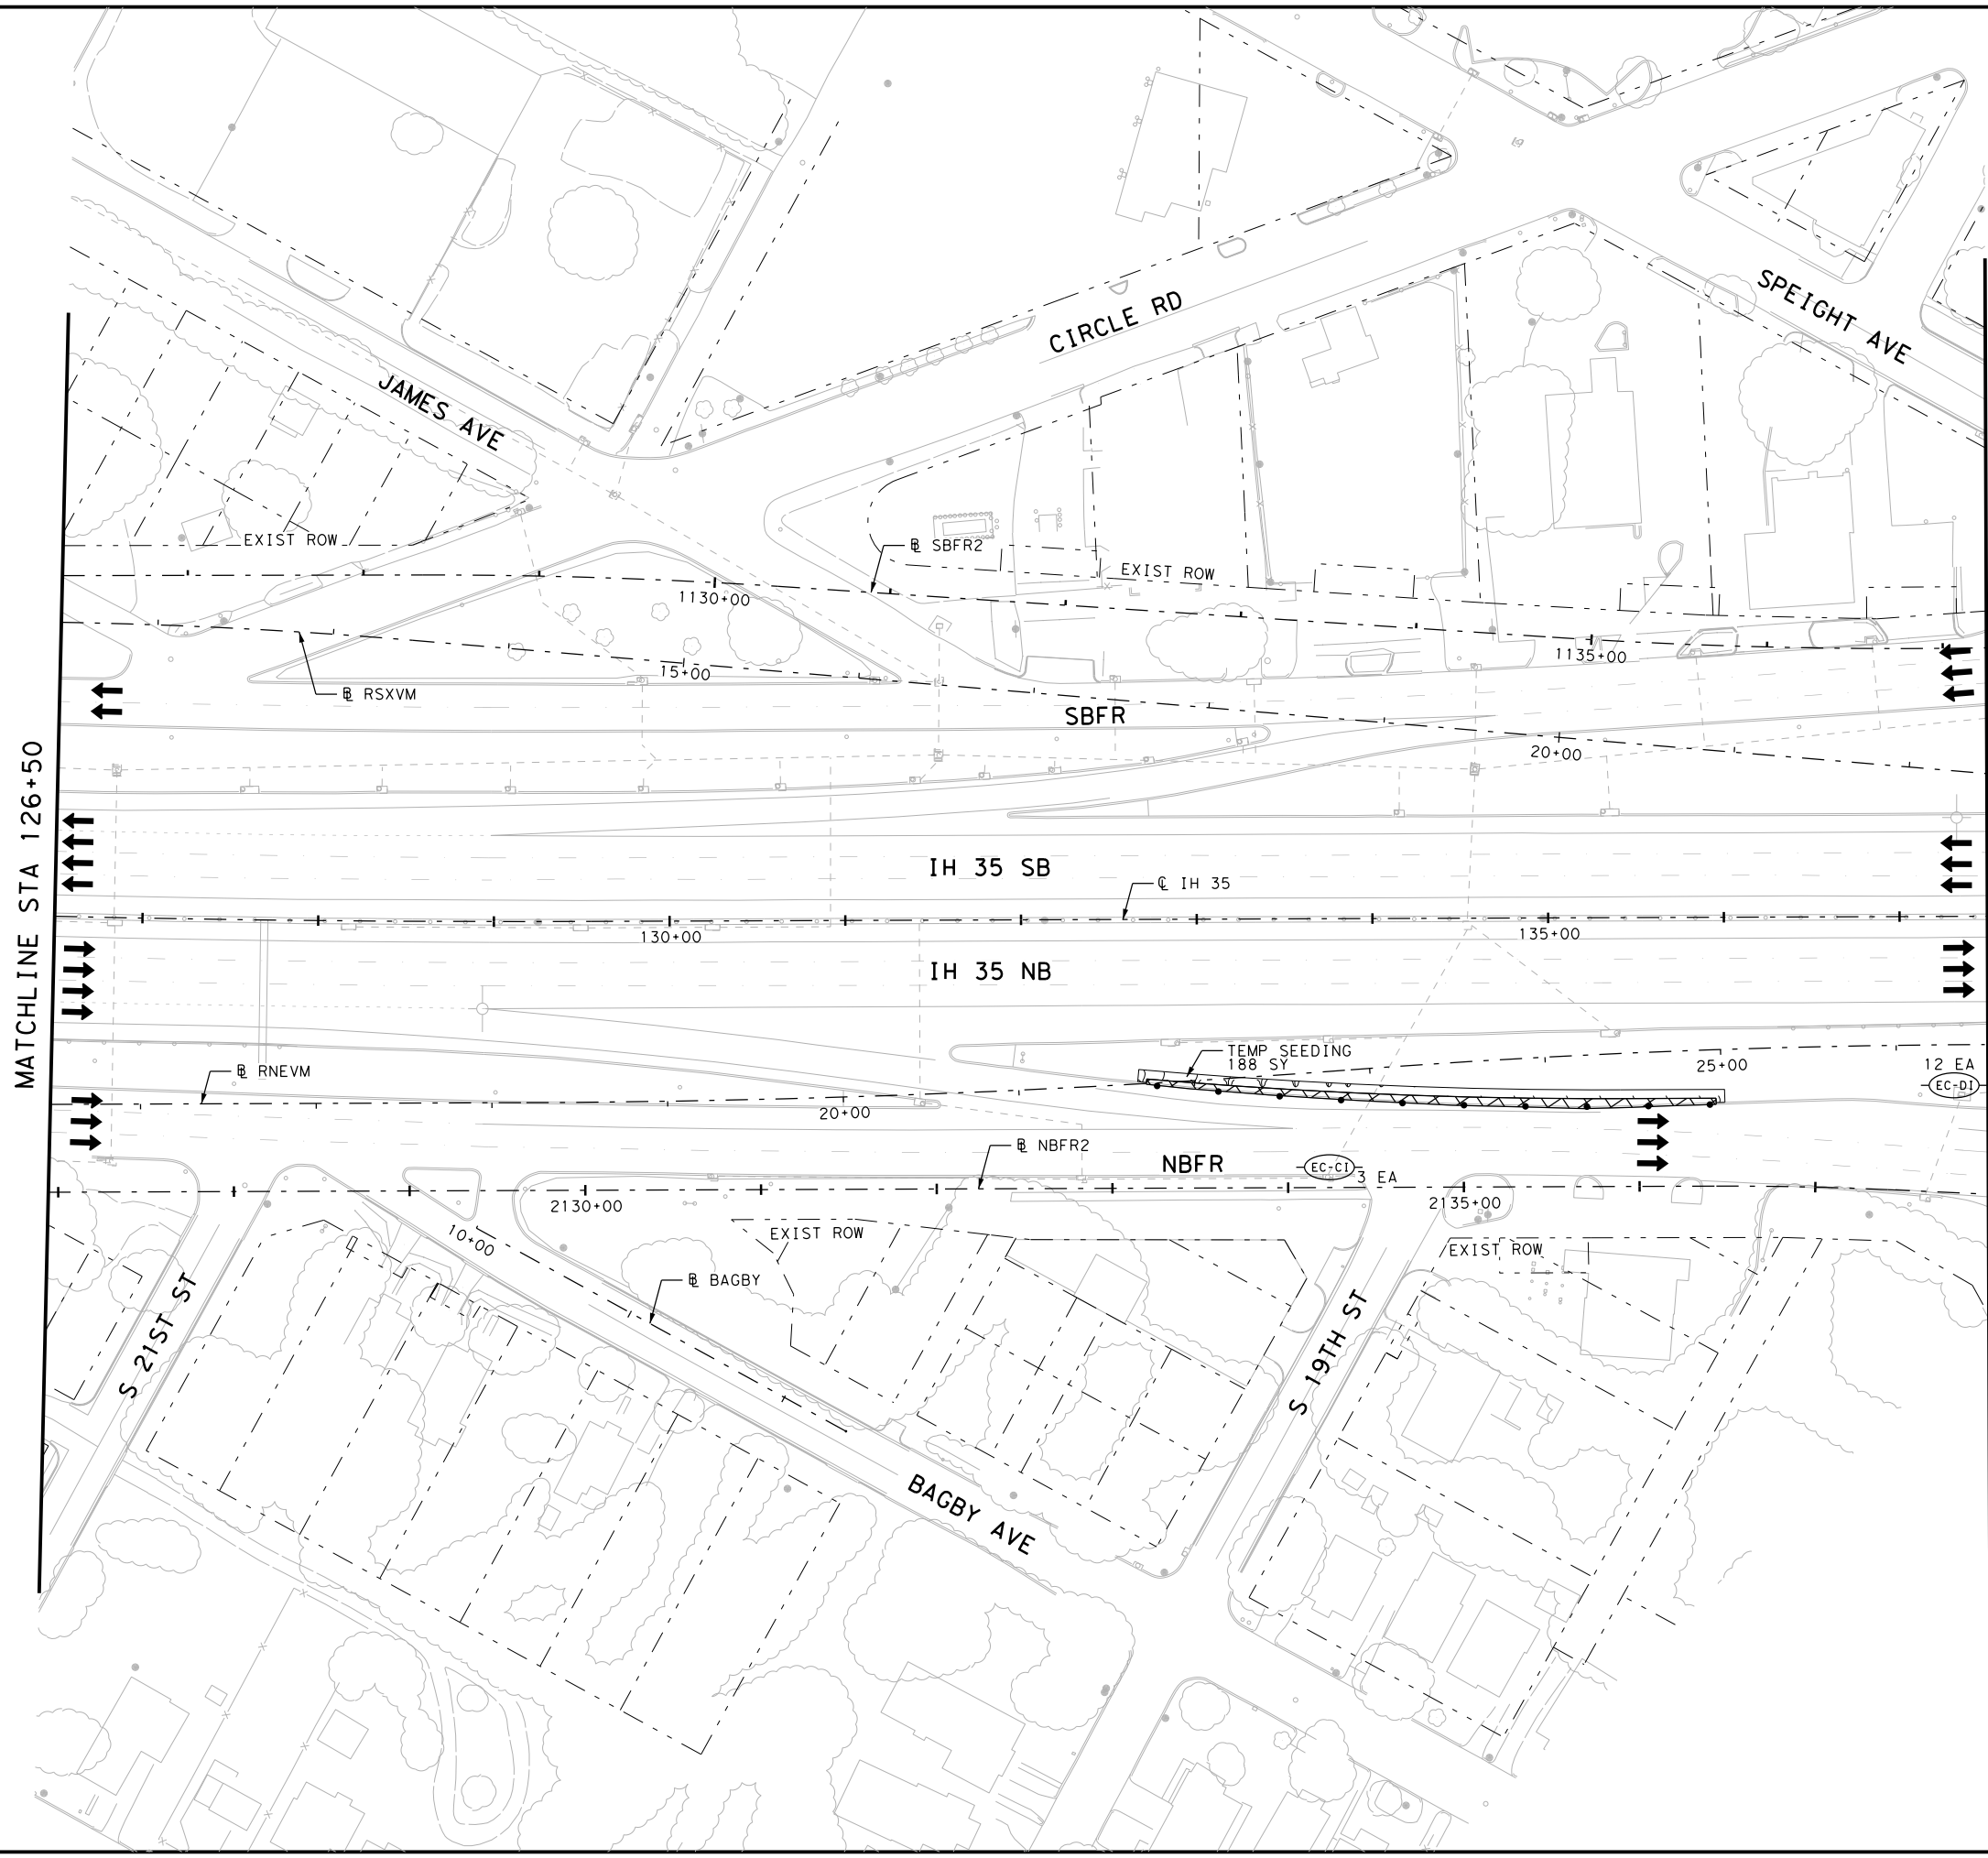 CIRCLE RD
SPEIGHT AVE
JAMES AVE
EXIST ROW
℄ SBFR2
EXIST ROW
1130+00
1135+00
15+00
℄ RSXVM
SBFR
20+00
MATCHLINE STA 126+50
IH 35 SB
℄ IH 35
130+00
135+00
IH 35 NB
TEMP SEEDING
188 SY
25+00
12 EA
EC-DI
℄ RNEVM
20+00
℄ NBFR2
NBFR
EC-CI
3 EA
2130+00
2135+00
10+00
EXIST ROW
EXIST ROW
℄ BAGBY
S 21ST ST
S 19TH ST
BAGBY AVE